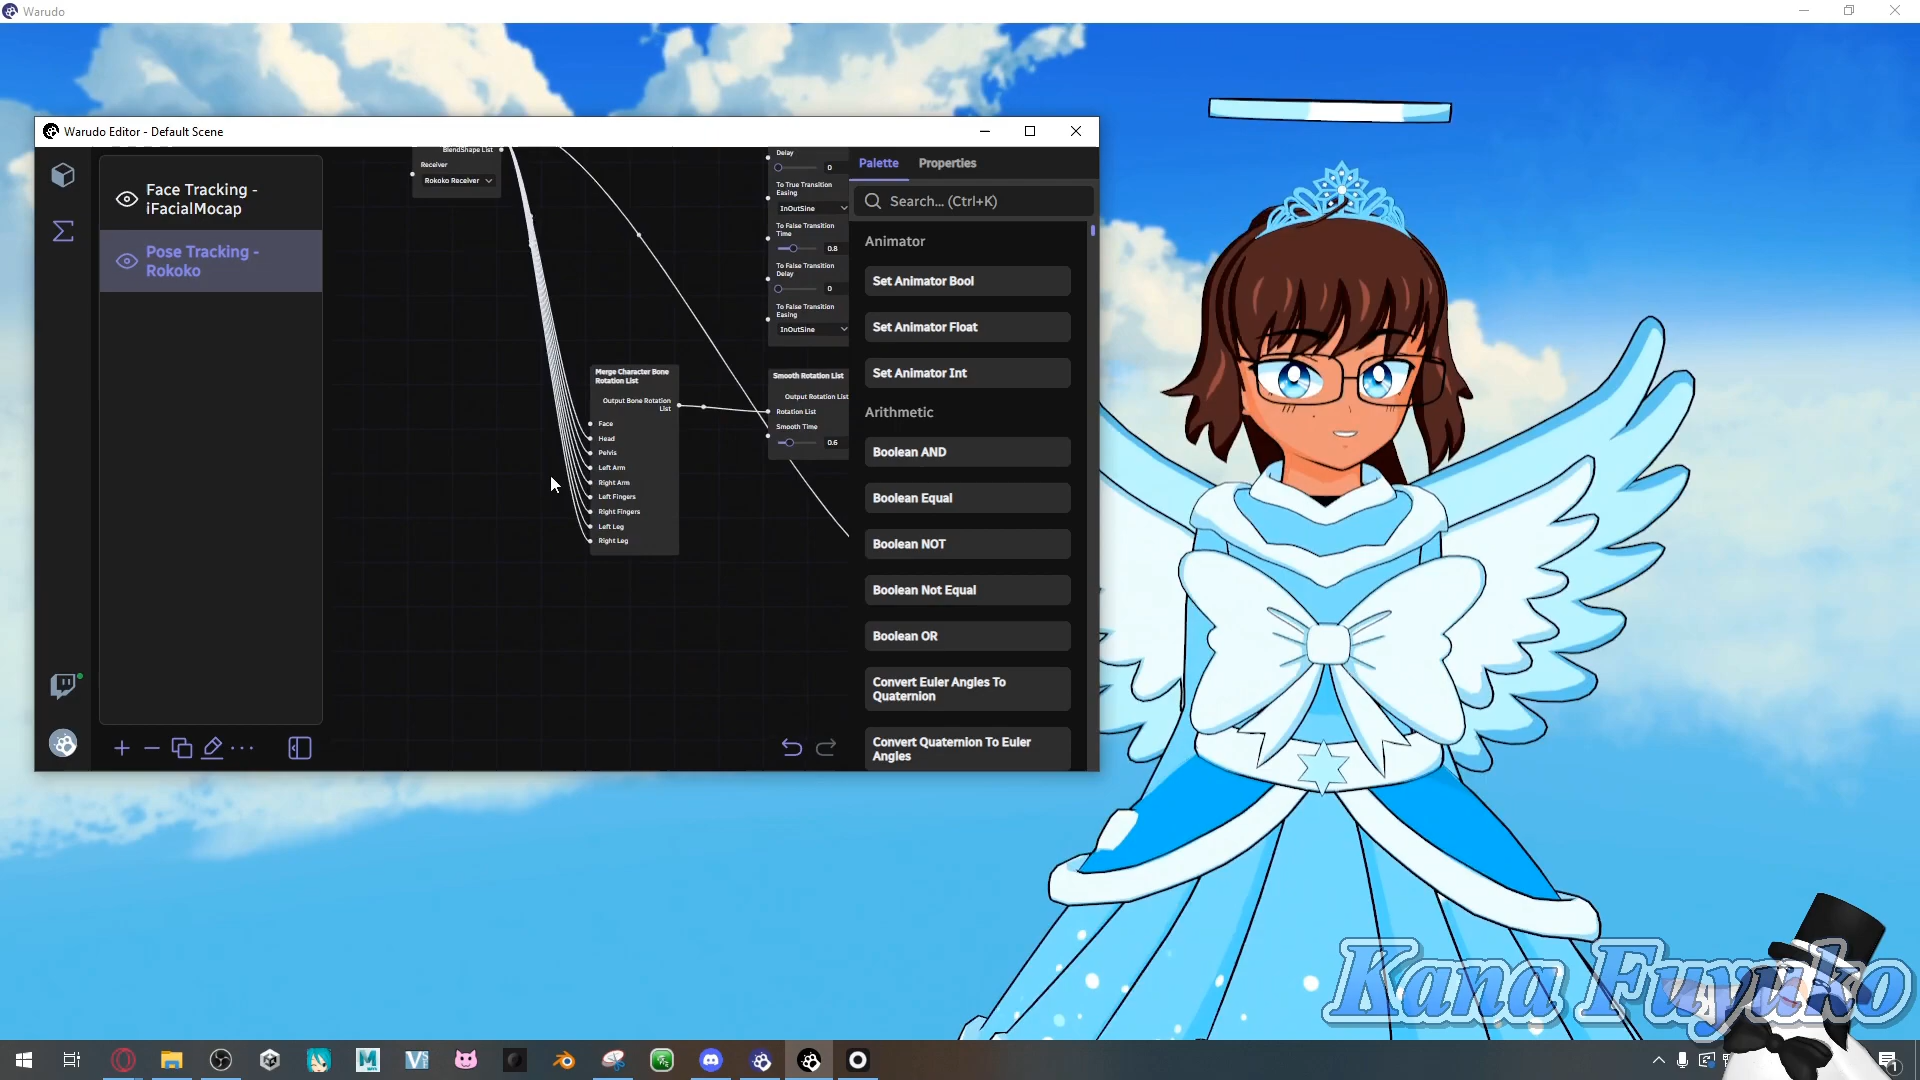 Warudo
Warudo Editor - Default Scene
Face Tracking -
iFacialMocap
Pose Tracking -
Rokoko
BlendShape List
Receiver
Rokoko Receiver
Merge Character Bone
Rotation List
Output Bone Rotation
List
Face
Head
Pelvis
Left Arm
Right Arm
Left Fingers
Right Fingers
Left Leg
Right Leg
Delay
0
To True Transition
Easing
InOutSine
To False Transition
Time
0.8
To False Transition
Delay
0
To False Transition
Easing
InOutSine
Smooth Rotation List
Output Rotation List
Rotation List
Smooth Time
0.6
Palette Properties
Search... (Ctrl+K)
Animator
Set Animator Bool
Set Animator Float
Set Animator Int
Arithmetic
Boolean AND
Boolean Equal
Boolean NOT
Boolean Not Equal
Boolean OR
Convert Euler Angles To
Quaternion
Convert Quaternion To Euler
Angles
Kana Fuyuko